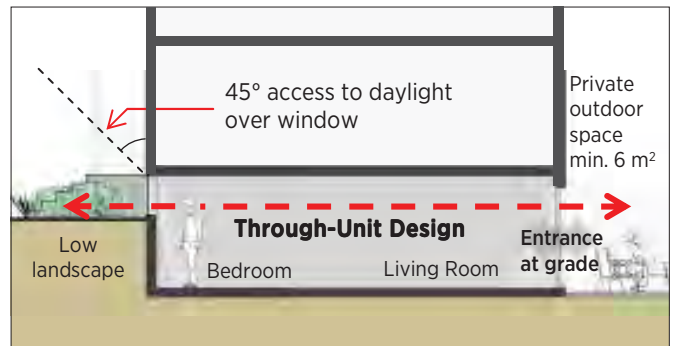 45° access to daylight
over window
Private
outdoor
space
min. 6 m²
Through-Unit Design
Low
landscape
Bedroom
Living Room
Entrance
at grade